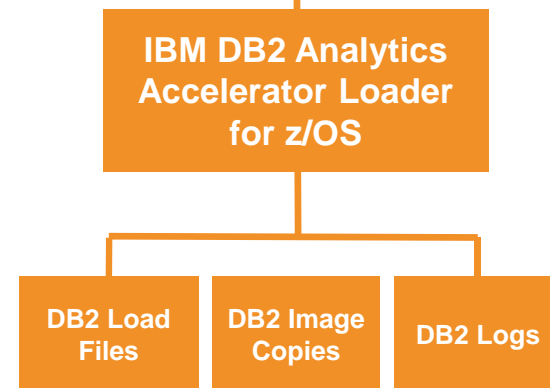 IBM DB2 Analytics
Accelerator Loader
for z/OS
DB2 Load
Files
DB2 Image
Copies
DB2 Logs